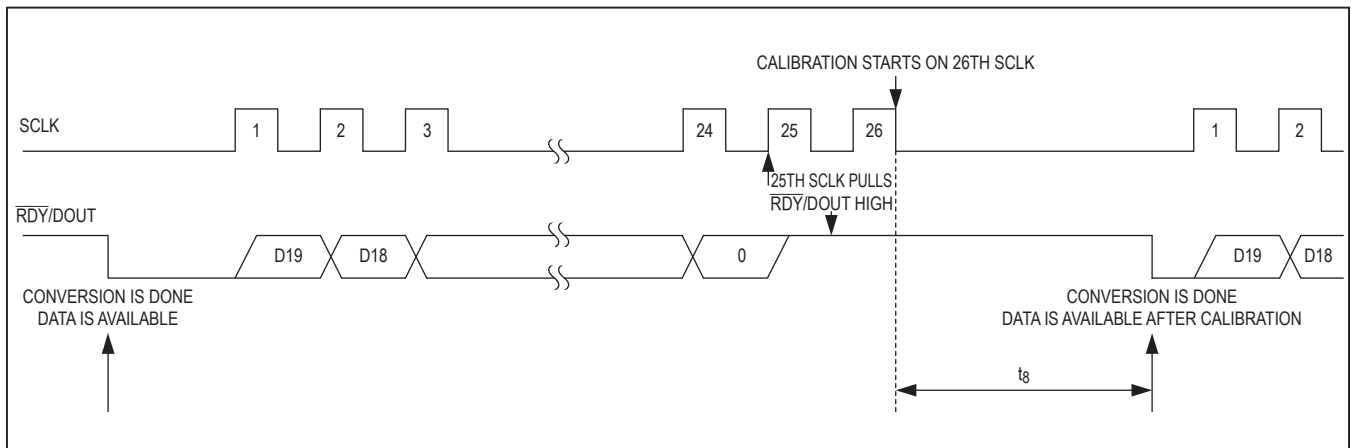 CALIBRATION STARTS ON 26TH SCLK
SCLK
1
2
3
24
25
26
1
2
25TH SCLK PULLS
RDY/DOUT HIGH
RDY/DOUT
D19
D18
0
D19
D18
CONVERSION IS DONE
DATA IS AVAILABLE
CONVERSION IS DONE
DATA IS AVAILABLE AFTER CALIBRATION
t8